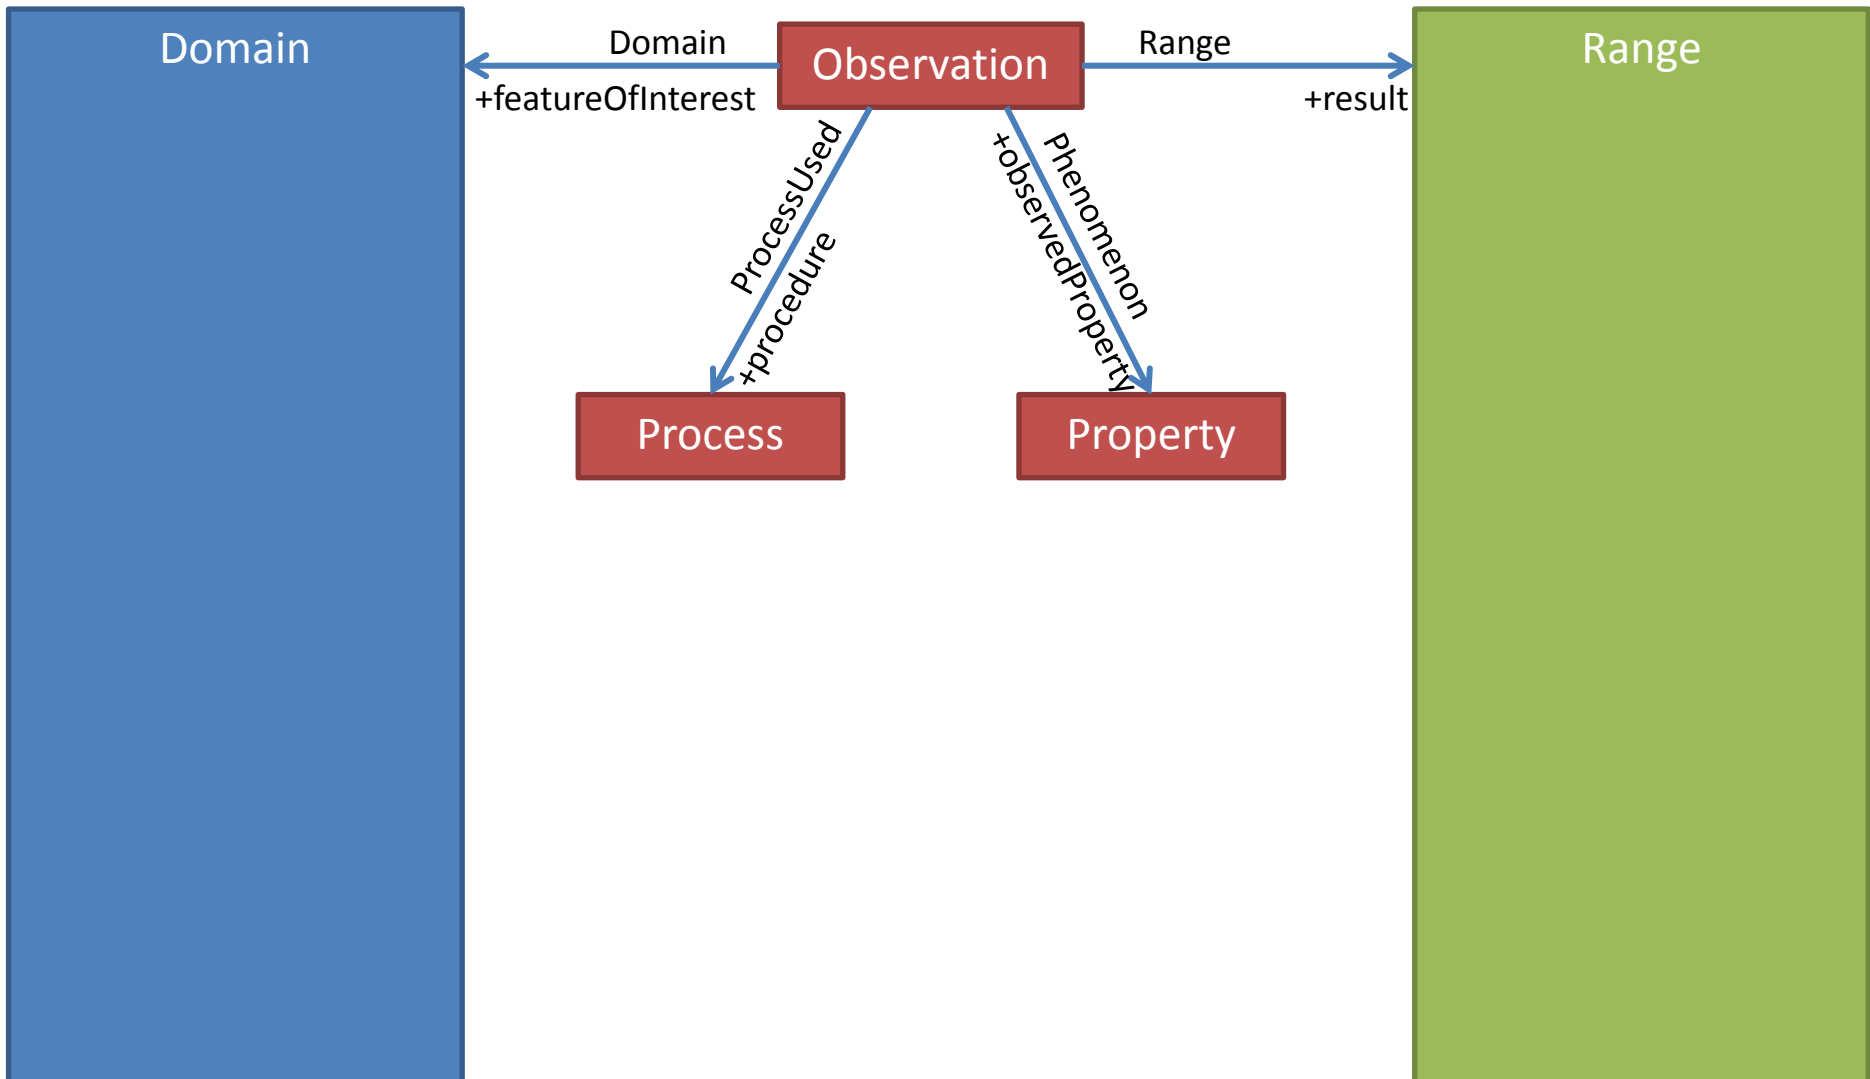 Domain
Domain
+featureOfInterest
Observation
Range
+result
Range
ProcessUsed
+procedure
Phenomenon
+observedProperty
Process
Property